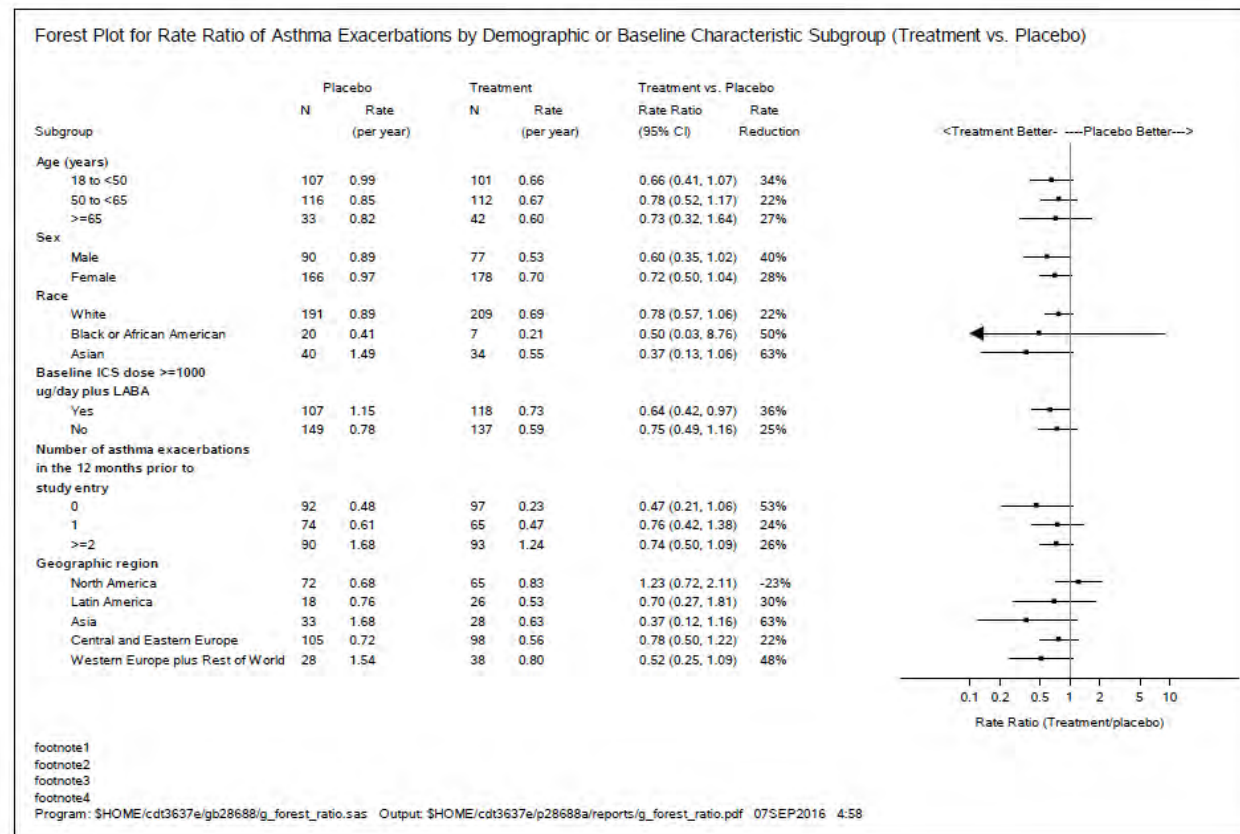 Forest Plot for Rate Ratio of Asthma Exacerbations by Demographic or Baseline Characteristic Subgroup (Treatment vs. Placebo)
Placebo Treatment Treatment vs. Placebo
N Rate N Rate Rate Ratio Rate
Subgroup (per year) (per year) (95% CI) Reduction <Treatment Better- ----Placebo Better--->
Age (years)
18 to <50 107 0.99 101 0.66 0.66 (0.41, 1.07) 34%
50 to <65 116 0.85 112 0.67 0.78 (0.52, 1.17) 22%
>=65 33 0.82 42 0.60 0.73 (0.32, 1.64) 27%
Sex
Male 90 0.89 77 0.53 0.60 (0.35, 1.02) 40%
Female 166 0.97 178 0.70 0.72 (0.50, 1.04) 28%
Race
White 191 0.89 209 0.69 0.78 (0.57, 1.06) 22%
Black or African American 20 0.41 7 0.21 0.50 (0.03, 8.76) 50%
Asian 40 1.49 34 0.55 0.37 (0.13, 1.06) 63%
Baseline ICS dose >=1000
ug/day plus LABA
Yes 107 1.15 118 0.73 0.64 (0.42, 0.97) 36%
No 149 0.78 137 0.59 0.75 (0.49, 1.16) 25%
Number of asthma exacerbations
in the 12 months prior to
study entry
0 92 0.48 97 0.23 0.47 (0.21, 1.06) 53%
1 74 0.61 65 0.47 0.76 (0.42, 1.38) 24%
>=2 90 1.68 93 1.24 0.74 (0.50, 1.09) 26%
Geographic region
North America 72 0.68 65 0.83 1.23 (0.72, 2.11) -23%
Latin America 18 0.76 26 0.53 0.70 (0.27, 1.81) 30%
Asia 33 1.68 28 0.63 0.37 (0.12, 1.16) 63%
Central and Eastern Europe 105 0.72 98 0.56 0.78 (0.50, 1.22) 22%
Western Europe plus Rest of World 28 1.54 38 0.80 0.52 (0.25, 1.09) 48%
0.1 0.2 0.5 1 2 5 10
Rate Ratio (Treatment/placebo)
footnote1
footnote2
footnote3
footnote4
Program: $HOME/cdt3637e/gb28688/g_forest_ratio.sas Output: $HOME/cdt3637e/p28688a/reports/g_forest_ratio.pdf 07SEP2016 4:58